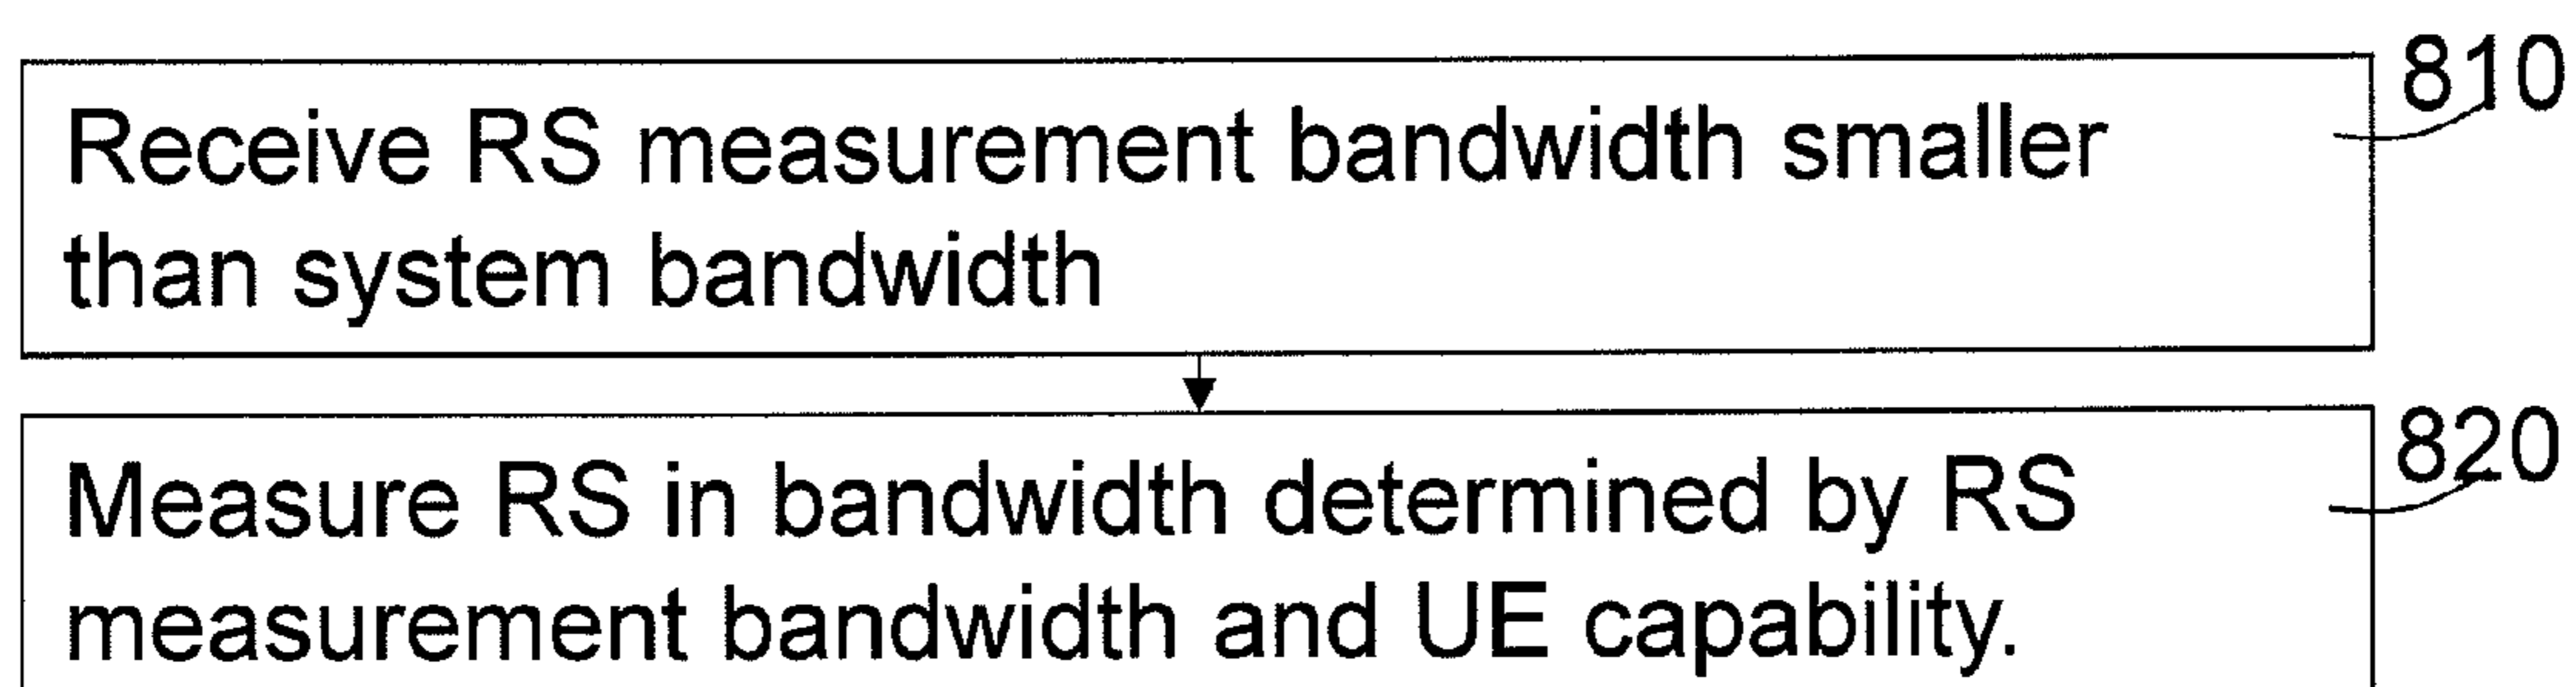 810
Receive RS measurement bandwidth smaller
than system bandwidth
820
Measure RS in bandwidth determined by RS
measurement bandwidth and UE capability.